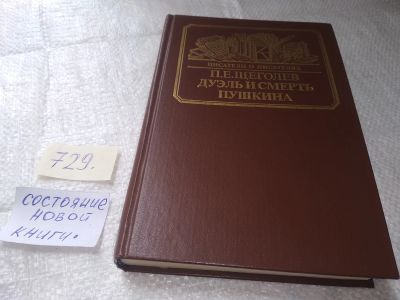 ПИСАТЕЛИ О ПИСАТЕЛЯХ
П.Е.ЩЕГОЛЕВ
ДУЭЛЬ И СМЕРТЬ
ПУШКИНА
729.
СОСТОЯНИЕ
НОВОЙ
КНИГИ.